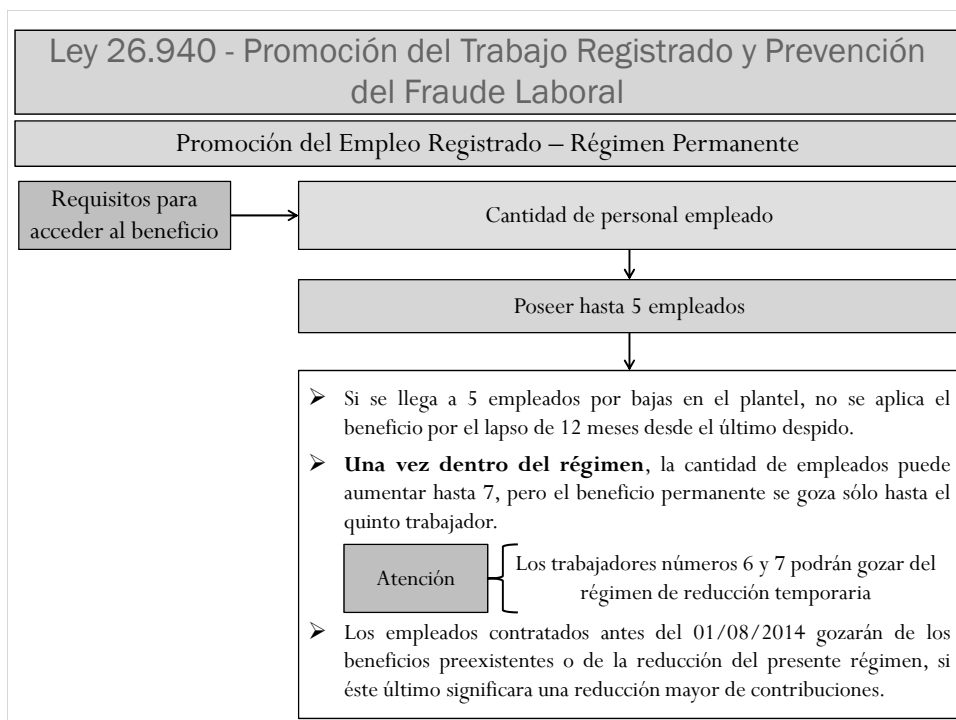 Ley 26.940 - Promoción del Trabajo Registrado y Prevención
del Fraude Laboral
Promoción del Empleo Registrado – Régimen Permanente
Requisitos para
acceder al beneficio
Cantidad de personal empleado
Poseer hasta 5 empleados
➢ Si se llega a 5 empleados por bajas en el plantel, no se aplica el
beneficio por el lapso de 12 meses desde el último despido.
➢ Una vez dentro del régimen, la cantidad de empleados puede
aumentar hasta 7, pero el beneficio permanente se goza sólo hasta el
quinto trabajador.
Atención
Los trabajadores números 6 y 7 podrán gozar del
régimen de reducción temporaria
➢ Los empleados contratados antes del 01/08/2014 gozarán de los
beneficios preexistentes o de la reducción del presente régimen, si
éste último significara una reducción mayor de contribuciones.